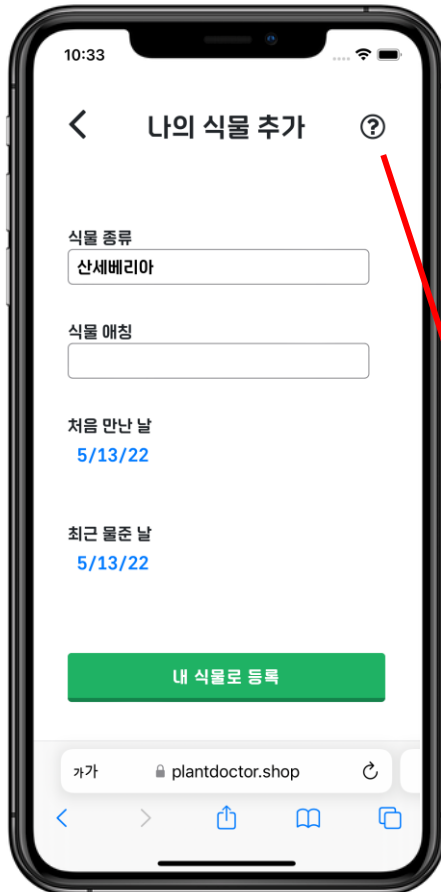 10:33
나의 식물 추가 ?
식물 종류
산세베리아
식물 애칭
처음 만난 날
5/13/22
최근 물준 날
5/13/22
내 식물로 등록
가가 plantdoctor.shop